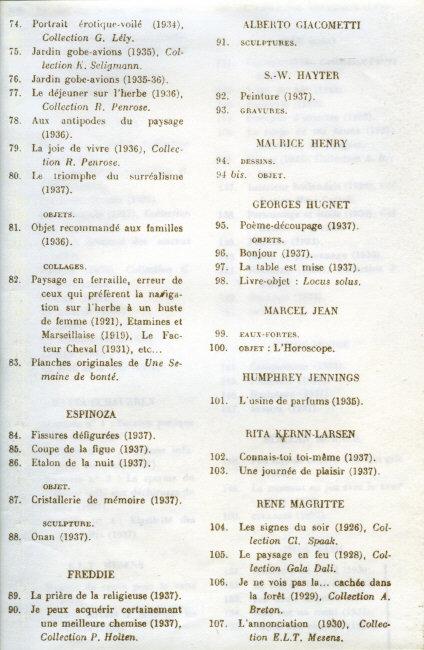 74. Portrait érotique-voilé (1934),
Collection G. Lély.
75. Jardin gobe-avions (1935), Col-
lection K. Seligmann.
76. Jardin gobe-avions (1935-36).
77. Le déjeuner sur l'herbe (1936),
Collection R. Penrose.
78. Aux antipodes du paysage
(1936).
79. La joie de vivre (1936), Collec-
tion R. Penrose.
80. Le triomphe du surréalisme
(1937).
OBJETS.
81. Objet recommandé aux familles
(1936).
COLLAGES.
82. Paysage en ferraille, erreur de
ceux qui préfèrent la naviga-
tion sur l'herbe à un buste
de femme (1921), Etamines et
Marseillaise (1919), Le Fac-
teur Cheval (1931), etc...
83. Planches originales de Une Se-
maine de bonté.
ESPINOZA
84. Fissures défigurées (1937).
85. Coupe de la figue (1937).
86. Etalon de la nuit (1937).
OBJET.
87. Cristallerie de mémoire (1937).
SCULPTURE.
88. Onan (1937).
FREDDIE
89. La prière de la religieuse (1937).
90. Je peux acquérir certainement
une meilleure chemise (1937),
Collection P. Hoiten.
ALBERTO GIACOMETTI
91. SCULPTURES.
S.-W. HAYTER
92. Peinture (1937).
93. GRAVURES.
MAURICE HENRY
94. DESSINS.
94 bis. OBJET.
GEORGES HUGNET
95. Poème-découpage (1937).
OBJETS.
96. Bonjour (1937).
97. La table est mise (1937).
98. Livre-objet : Locus solus.
MARCEL JEAN
99. EAUX-FORTES.
100. OBJET : L'Horoscope.
HUMPHREY JENNINGS
101. L'usine de parfums (1935).
RITA KERNN-LARSEN
102. Connais-toi toi-même (1937).
103. Une journée de plaisir (1937).
RENE MAGRITTE
104. Les signes du soir (1926), Col-
lection Cl. Spaak.
105. Le paysage en feu (1928), Col-
lection Gala Dali.
106. Je ne vois pas la... cachée dans
la forêt (1929), Collection A.
Breton.
107. L'annonciation (1930), Collec-
tion E.L.T. Mesens.